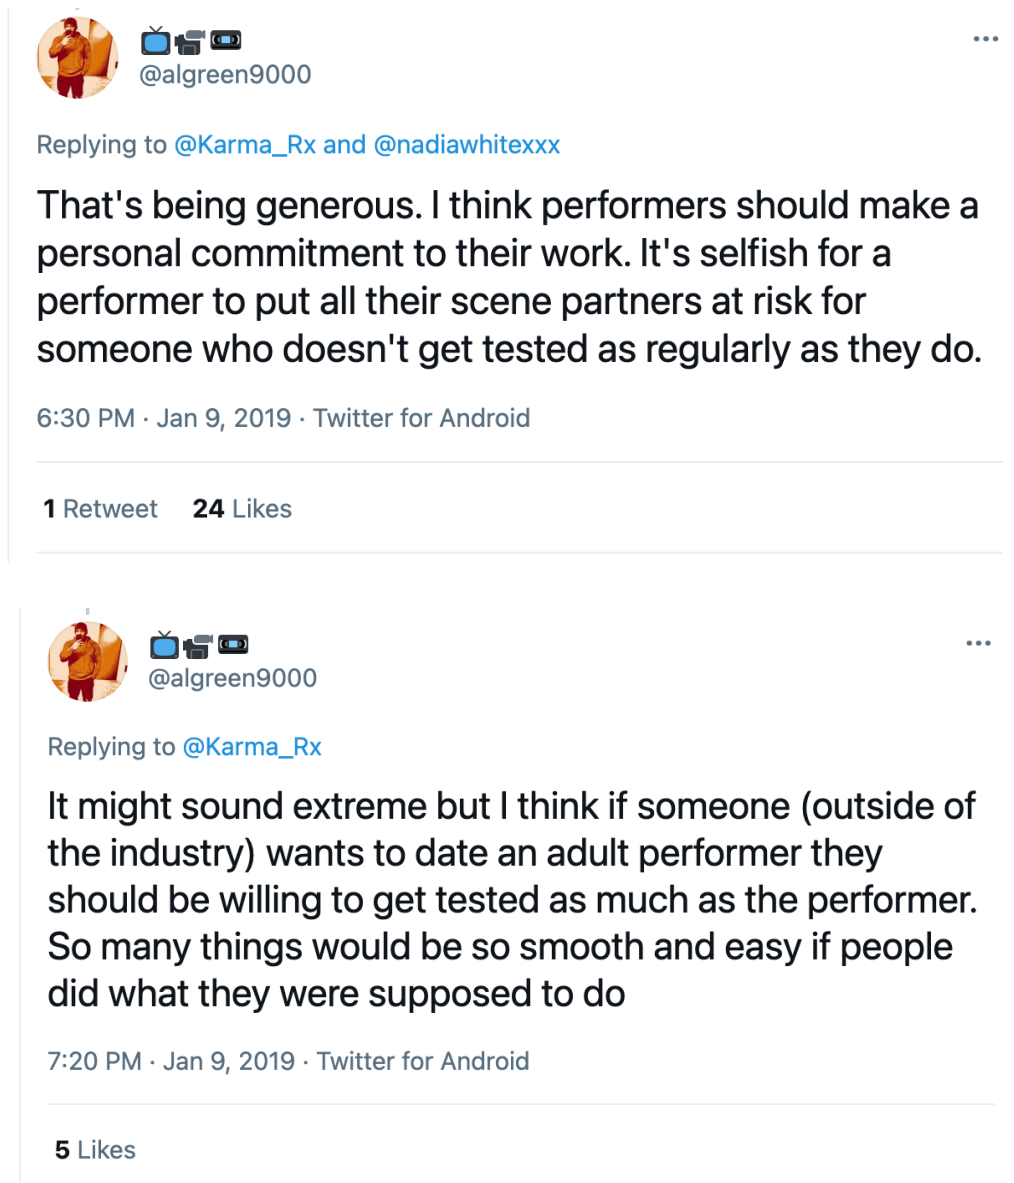 @algreen9000
Replying to @Karma_Rx and @nadiawhitexxx
That's being generous. I think performers should make a
personal commitment to their work. It's selfish for a
performer to put all their scene partners at risk for
someone who doesn't get tested as regularly as they do.
6:30 PM · Jan 9, 2019 · Twitter for Android
1 Retweet 24 Likes
@algreen9000
Replying to @Karma_Rx
It might sound extreme but I think if someone (outside of
the industry) wants to date an adult performer they
should be willing to get tested as much as the performer.
So many things would be so smooth and easy if people
did what they were supposed to do
7:20 PM · Jan 9, 2019 · Twitter for Android
5 Likes